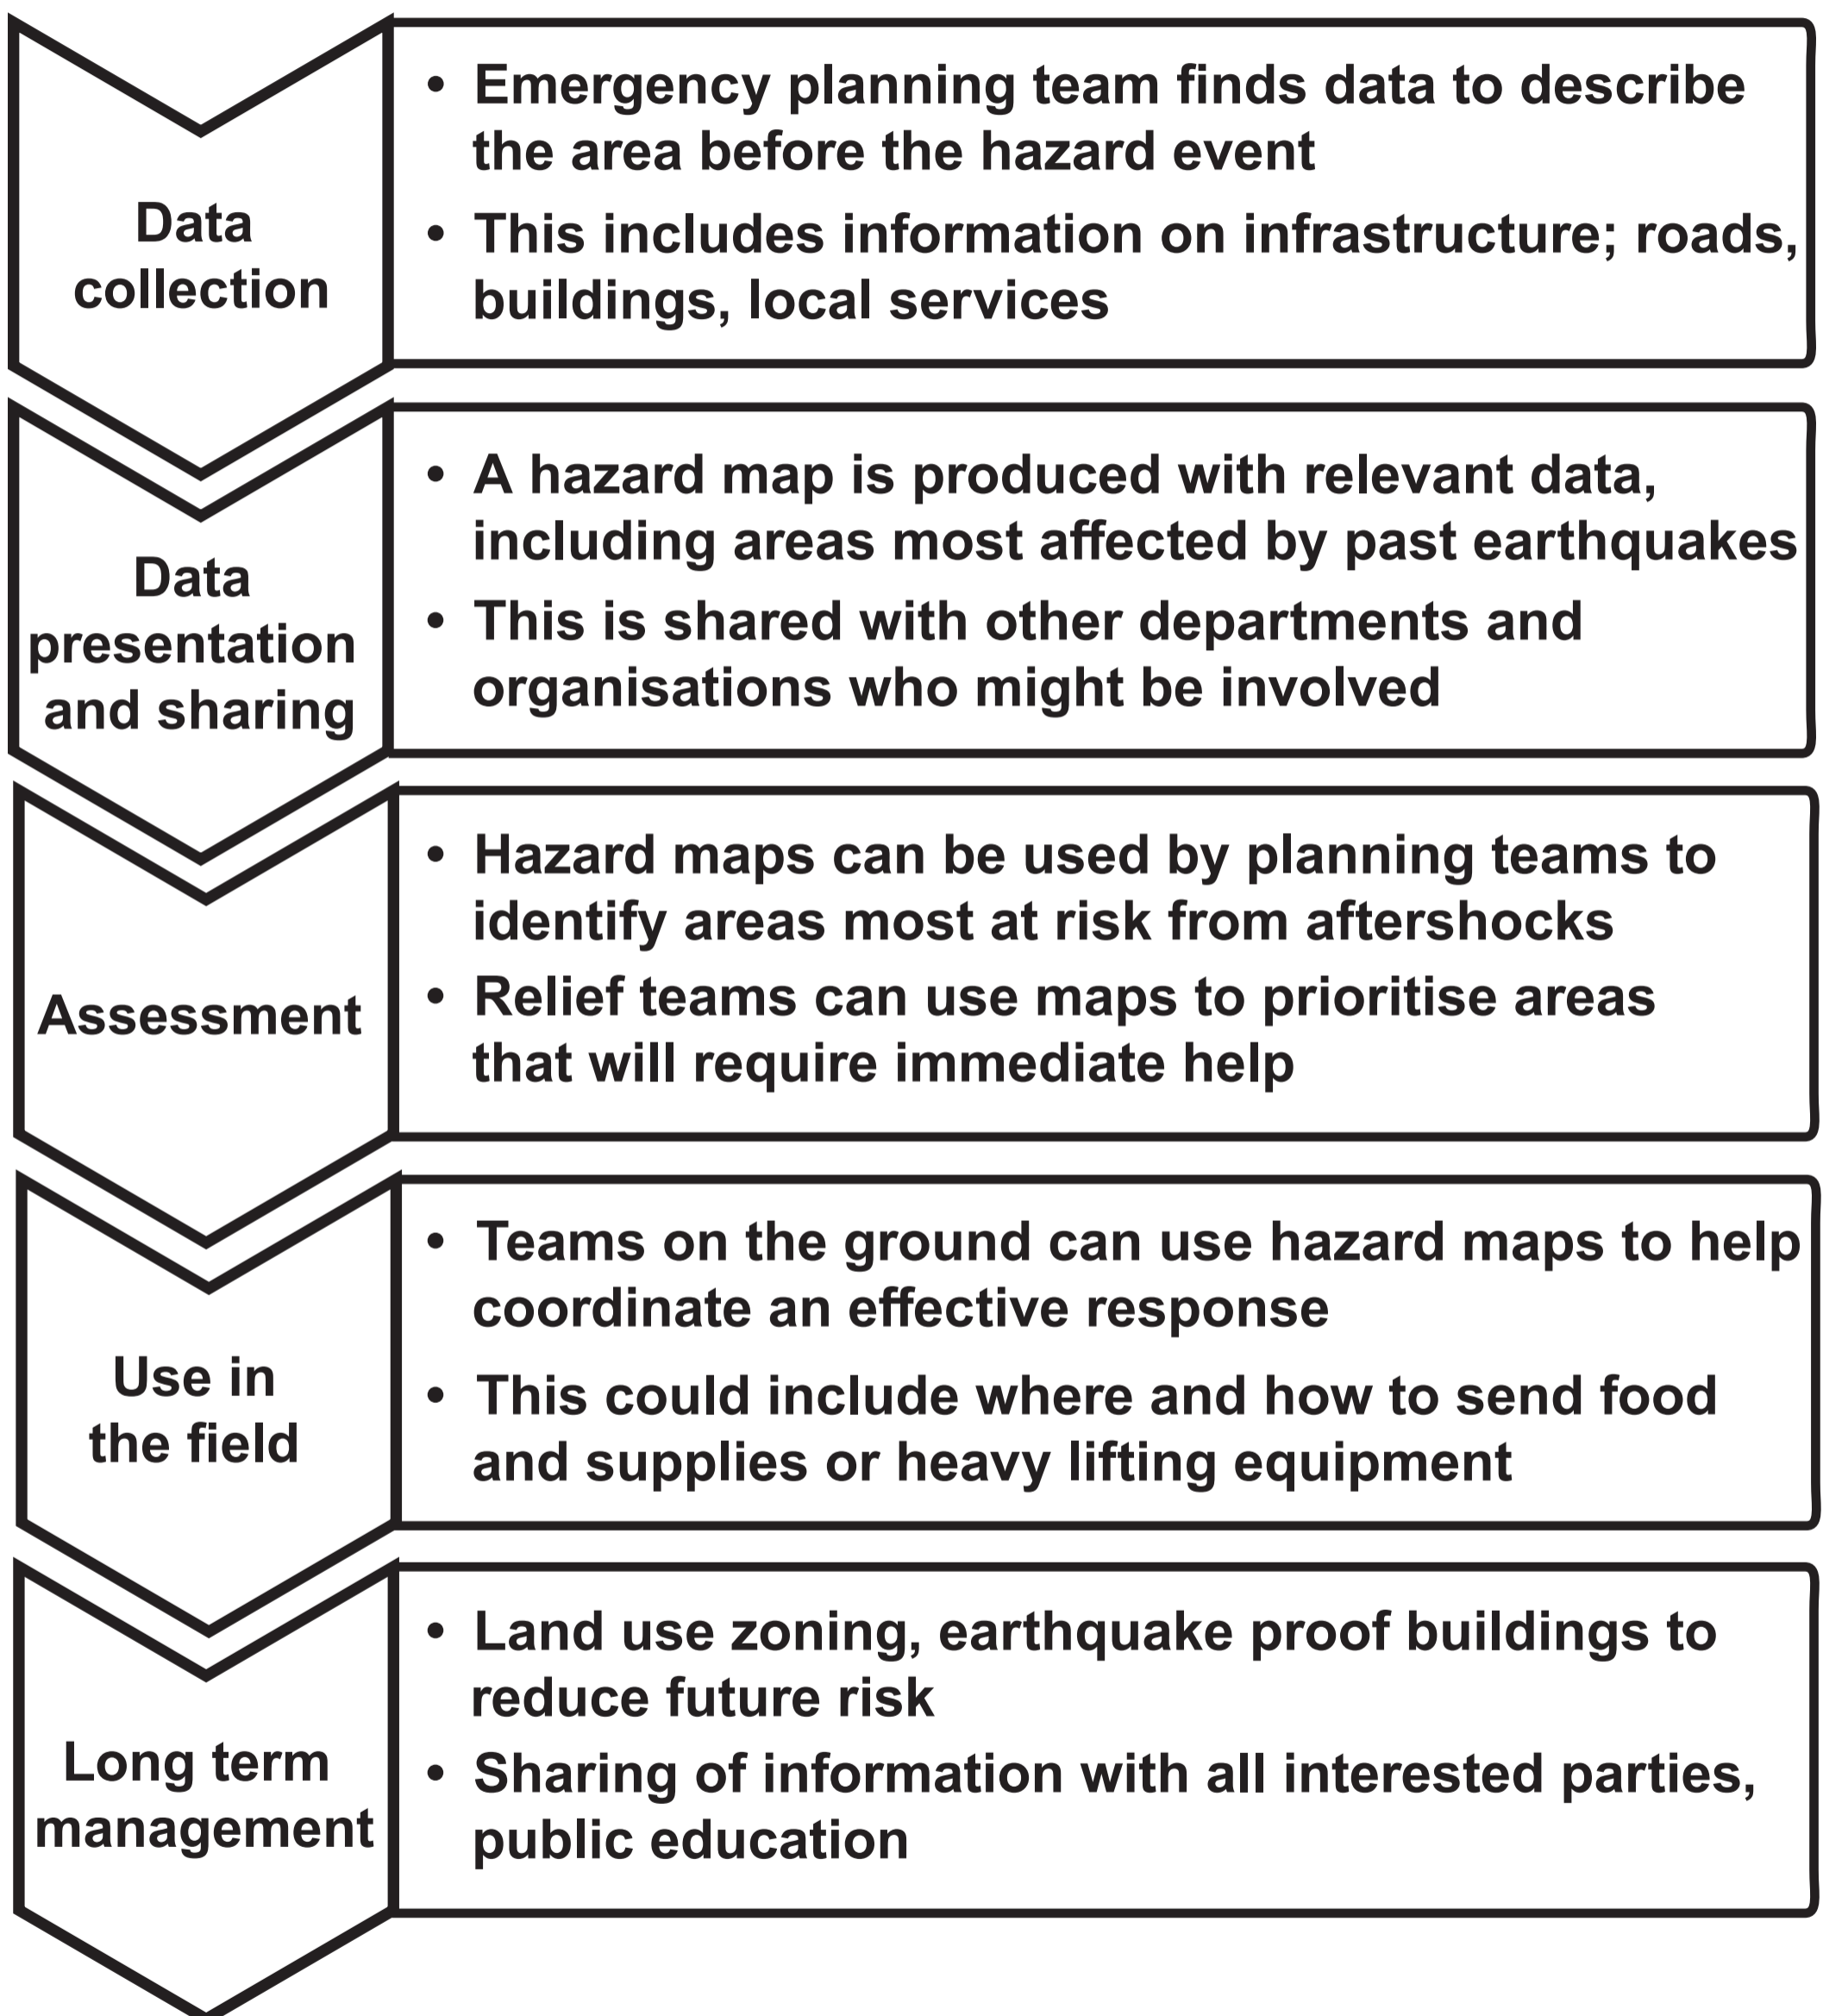 Data
collection
• Emergency planning team finds data to describe
the area before the hazard event
• This includes information on infrastructure; roads,
buildings, local services
Data
presentation
and sharing
• A hazard map is produced with relevant data,
including areas most affected by past earthquakes
• This is shared with other departments and
organisations who might be involved
Assessment
• Hazard maps can be used by planning teams to
identify areas most at risk from aftershocks
• Relief teams can use maps to prioritise areas
that will require immediate help
Use in
the field
• Teams on the ground can use hazard maps to help
coordinate an effective response
• This could include where and how to send food
and supplies or heavy lifting equipment
Long term
management
• Land use zoning, earthquake proof buildings to
reduce future risk
• Sharing of information with all interested parties,
public education